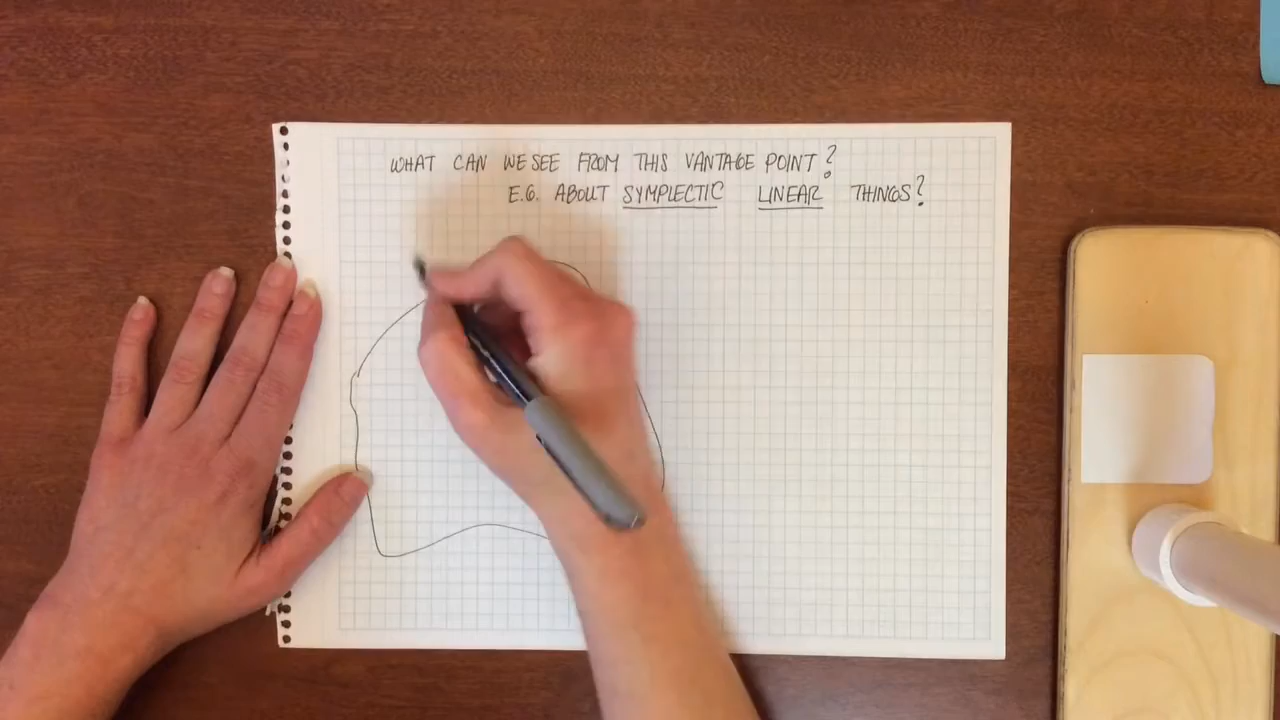 WHAT CAN WE SEE FROM THIS VANTAGE POINT?
E.G. ABOUT SYMPLECTIC LINEAR THINGS?